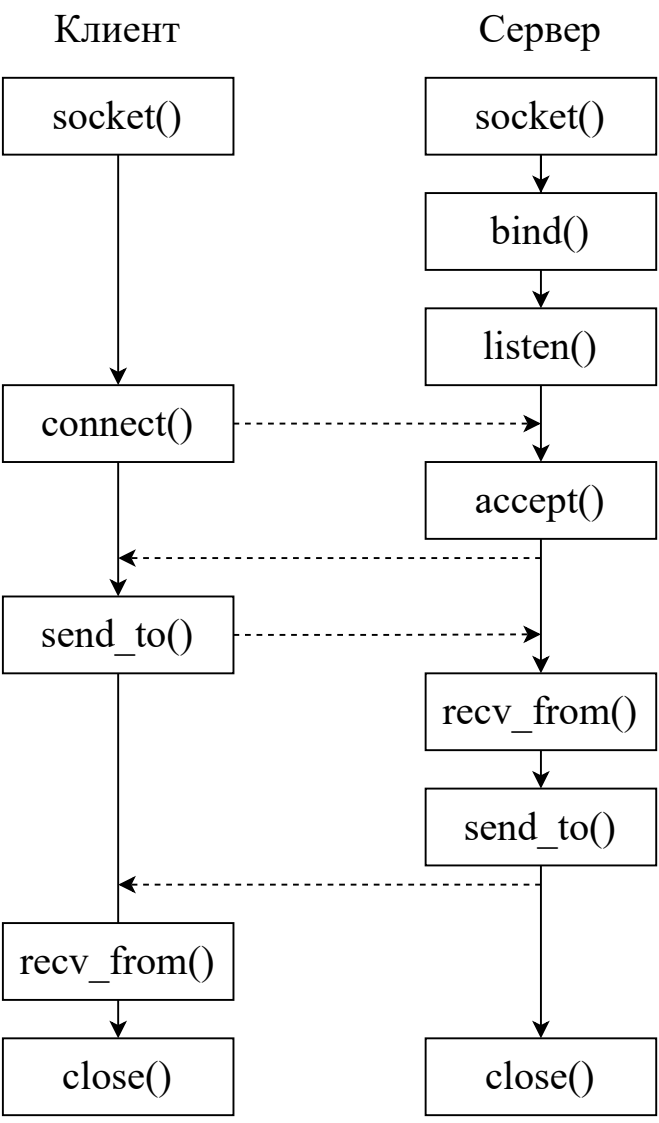 Клиент
Сервер
socket()
socket()
bind()
listen()
connect()
accept()
send_to()
recv_from()
send_to()
recv_from()
close()
close()